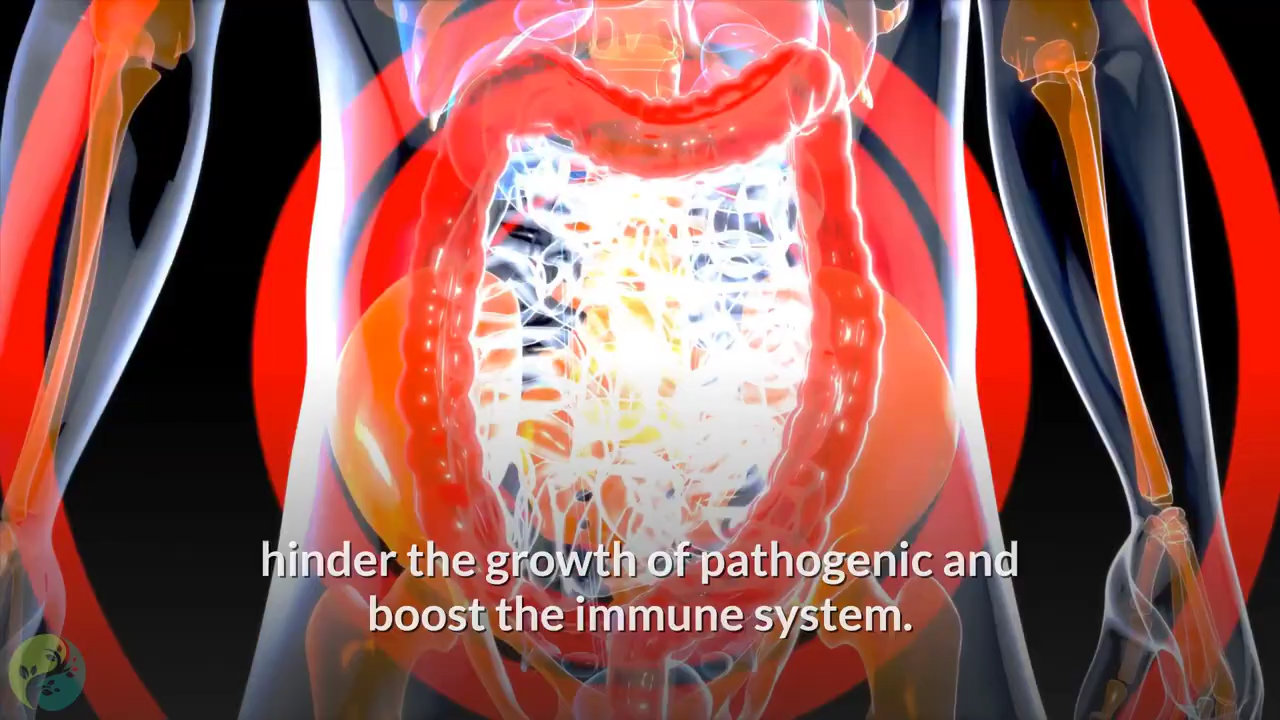 hinder the growth of pathogenic and
boost the immune system.